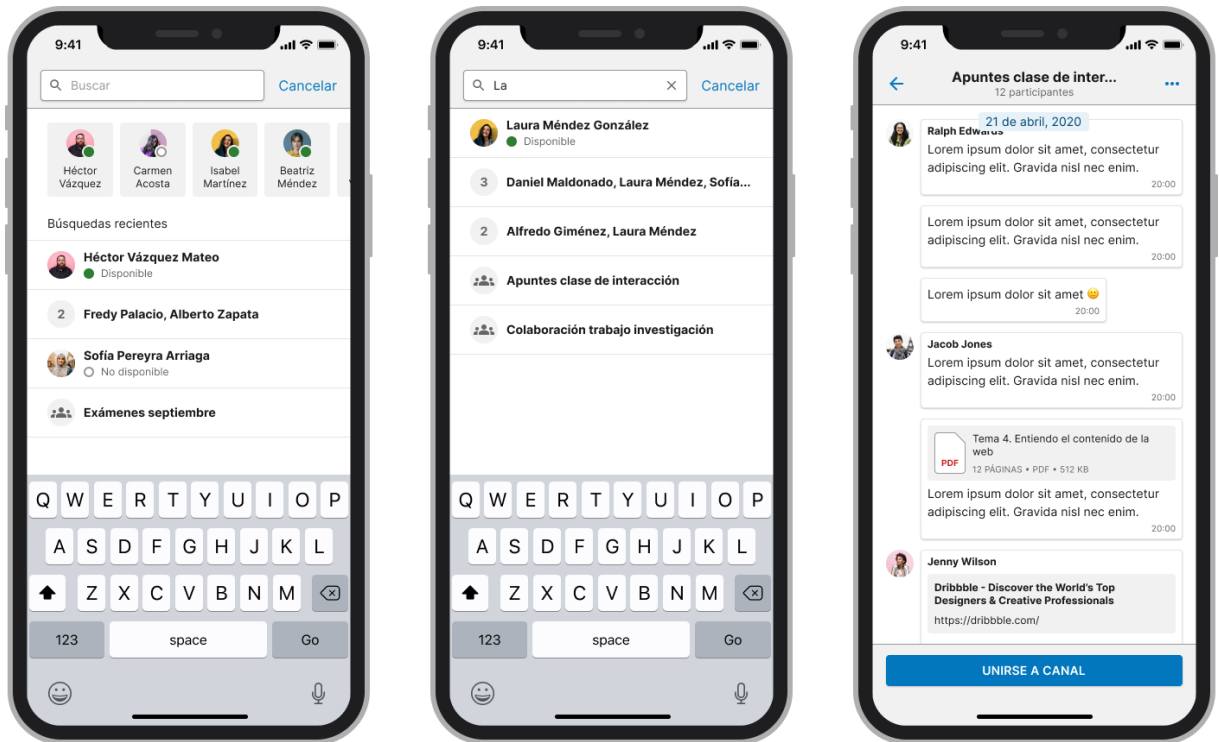 9:41
Buscar
Cancelar
Héctor
Vázquez
Carmen
Acosta
Isabel
Martínez
Beatriz
Méndez
Búsquedas recientes
Héctor Vázquez Mateo
Disponible
2
Fredy Palacio, Alberto Zapata
Sofía Pereyra Arriaga
No disponible
Exámenes septiembre
Q W E R T Y U I O P
A S D F G H J K L
Z X C V B N M
123 space Go
9:41
La
Cancelar
Laura Méndez González
Disponible
3 Daniel Maldonado, Laura Méndez, Sofía...
2 Alfredo Giménez, Laura Méndez
Apuntes clase de interacción
Colaboración trabajo investigación
Q W E R T Y U I O P
A S D F G H J K L
Z X C V B N M
123 space Go
9:41
Apuntes clase de inter...
12 participantes
21 de abril, 2020
Ralph Edwards
Lorem ipsum dolor sit amet, consectetur
adipiscing elit. Gravida nisl nec enim.
20:00
Lorem ipsum dolor sit amet, consectetur
adipiscing elit. Gravida nisl nec enim.
20:00
Lorem ipsum dolor sit amet 🙂
20:00
Jacob Jones
Lorem ipsum dolor sit amet, consectetur
adipiscing elit. Gravida nisl nec enim.
20:00
PDF
Tema 4. Entiendo el contenido de la
web
12 PÁGINAS • PDF • 512 KB
Lorem ipsum dolor sit amet, consectetur
adipiscing elit. Gravida nisl nec enim.
20:00
Jenny Wilson
Dribbble - Discover the World's Top
Designers & Creative Professionals
https://dribbble.com/
UNIRSE A CANAL